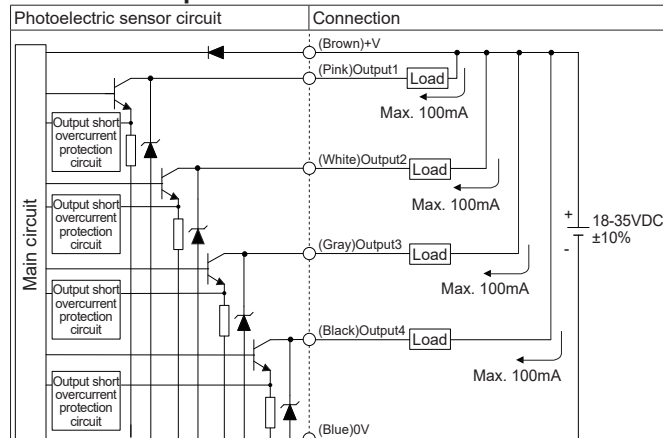 Photoelectric sensor circuit
Connection
(Brown)+V
(Pink)Output1
Load
Max. 100mA
Output short
overcurrent
protection
circuit
(White)Output2
Load
Max. 100mA
Output short
overcurrent
protection
circuit
Main circuit
+
18-35VDC
±10%
-
(Gray)Output3
Load
Max. 100mA
Output short
overcurrent
protection
circuit
(Black)Output4
Load
Max. 100mA
Output short
overcurrent
protection
circuit
(Blue)0V